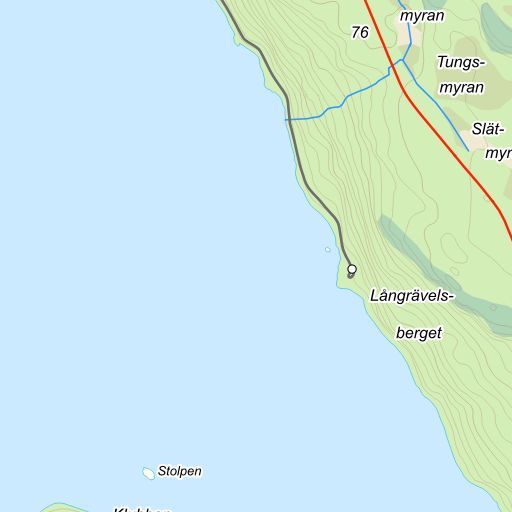 myran
76
Tungs-
myran
Slät-
myr
Långrävels-
berget
Stolpen